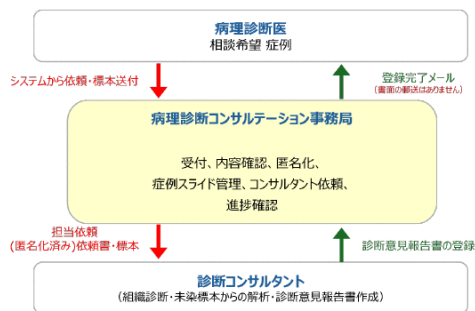 病理診断医
相談希望 症例
システムから依頼・標本送付
登録完了メール
(書面の郵送はありません)
病理診断コンサルテーション事務局
受付、内容確認、匿名化、
症例スライド管理、コンサルタント依頼、
進捗確認
担当依頼
(匿名化済み)依頼書・標本
診断意見報告書の登録
診断コンサルタント
(組織診断・未染標本からの解析・診断意見報告書作成)